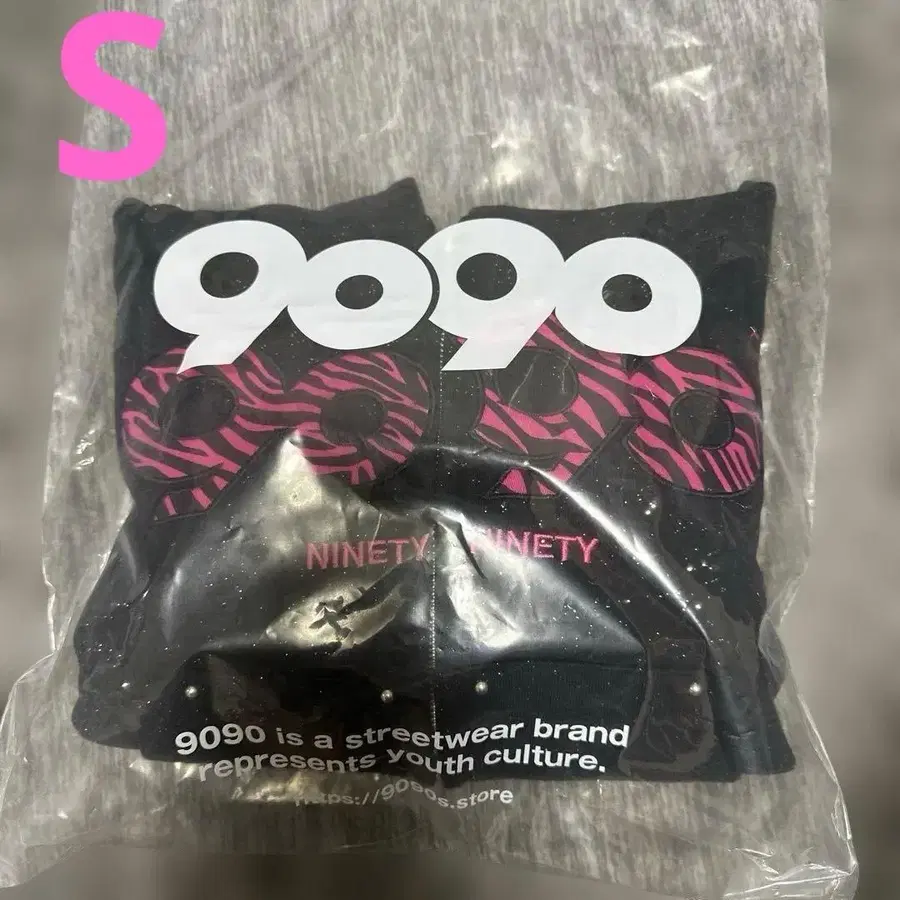 S
9090
9090
NINETY NINETY
9090 is a streetwear brand
represents youth culture.
https://9090s.store